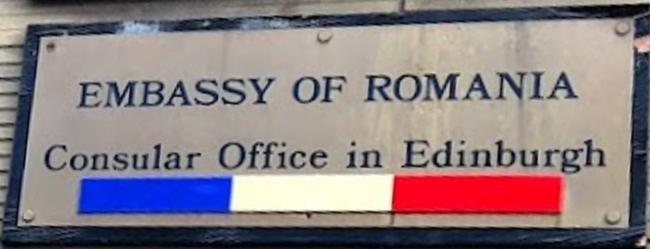 EMBASSY OF ROMANIA
Consular Office in Edinburgh